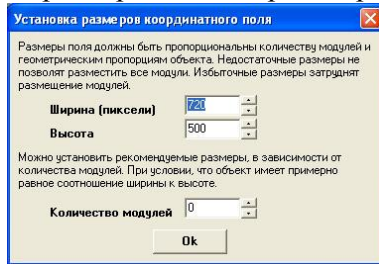 Установка размеров координатного поля
Размеры поля должны быть пропорциональны количеству модулей и
геометрическим пропорциям объекта. Недостаточные размеры не
позволят разместить все модули. Избыточные размеры затруднят
размещение модулей.
Ширина (пиксели) 720
Высота 500
Можно установить рекомендуемые размеры, в зависимости от
количества модулей. При условии, что объект имеет примерно
равное соотношение ширины к высоте.
Количество модулей 0
Ok